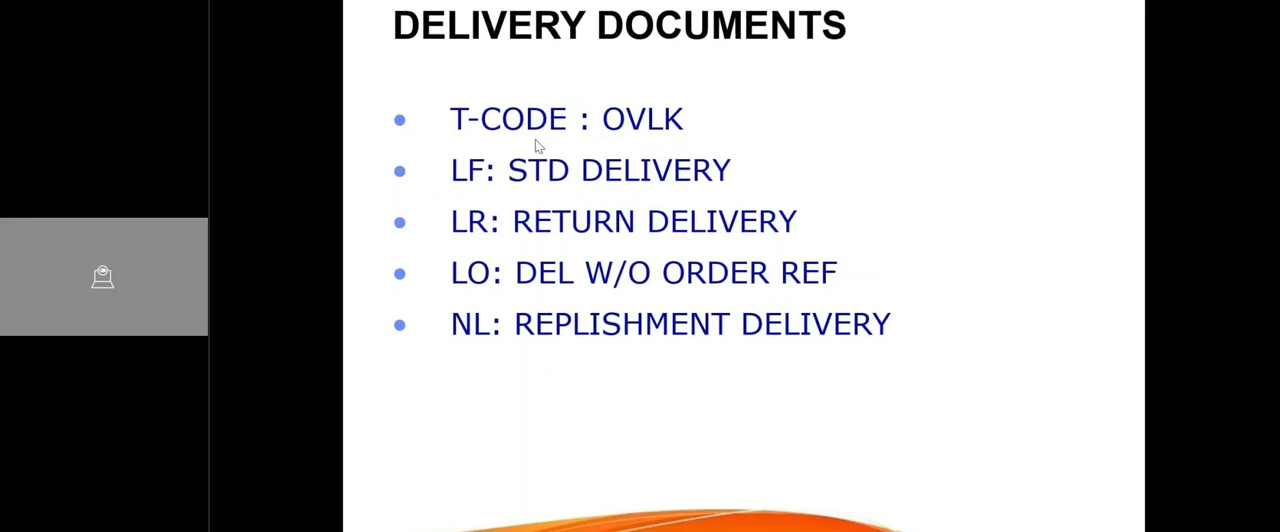 DELIVERY DOCUMENTS
T-CODE : OVLK
LF: STD DELIVERY
LR: RETURN DELIVERY
LO: DEL W/O ORDER REF
NL: REPLISHMENT DELIVERY